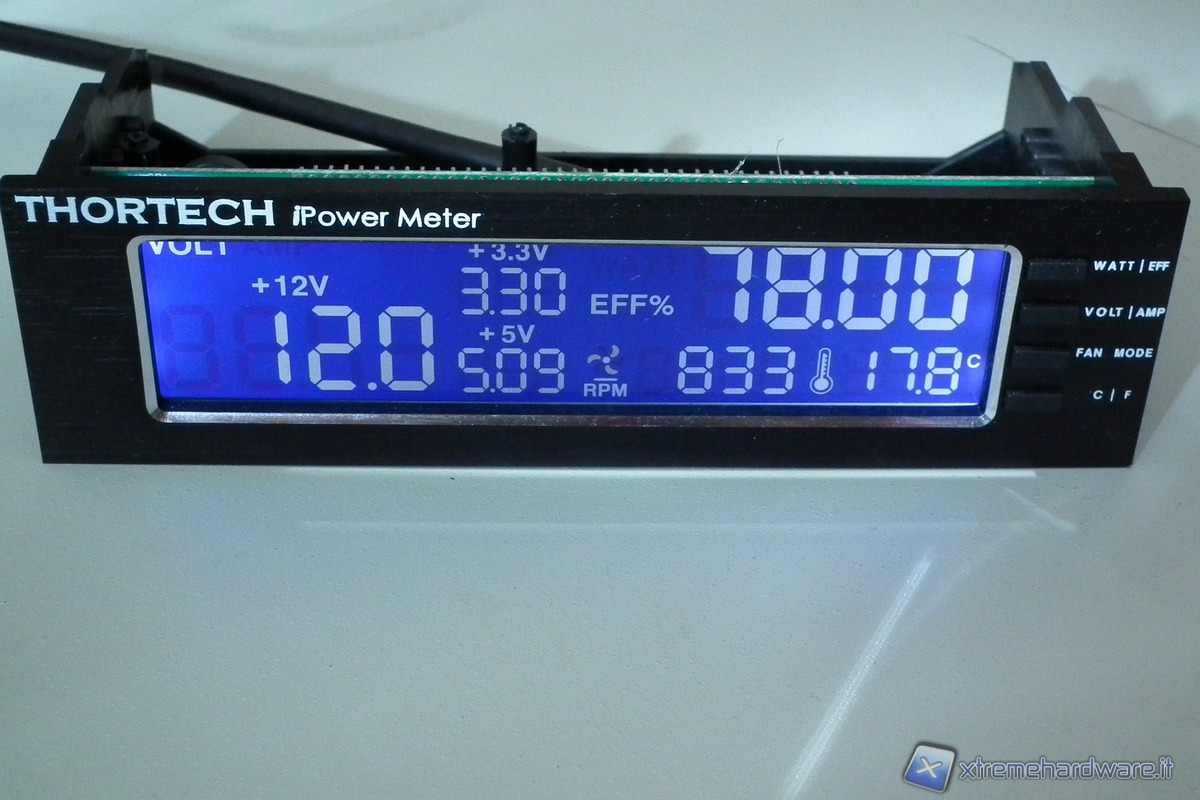 THORTECH iPower Meter
VOLT AMP
+12V
12.0
+3.3V
3.30
+5V
5.09
EFF%
78.00
RPM
833
17.8 C
WATT | EFF
VOLT | AMP
FAN MODE
C | F
xtremehardware.it